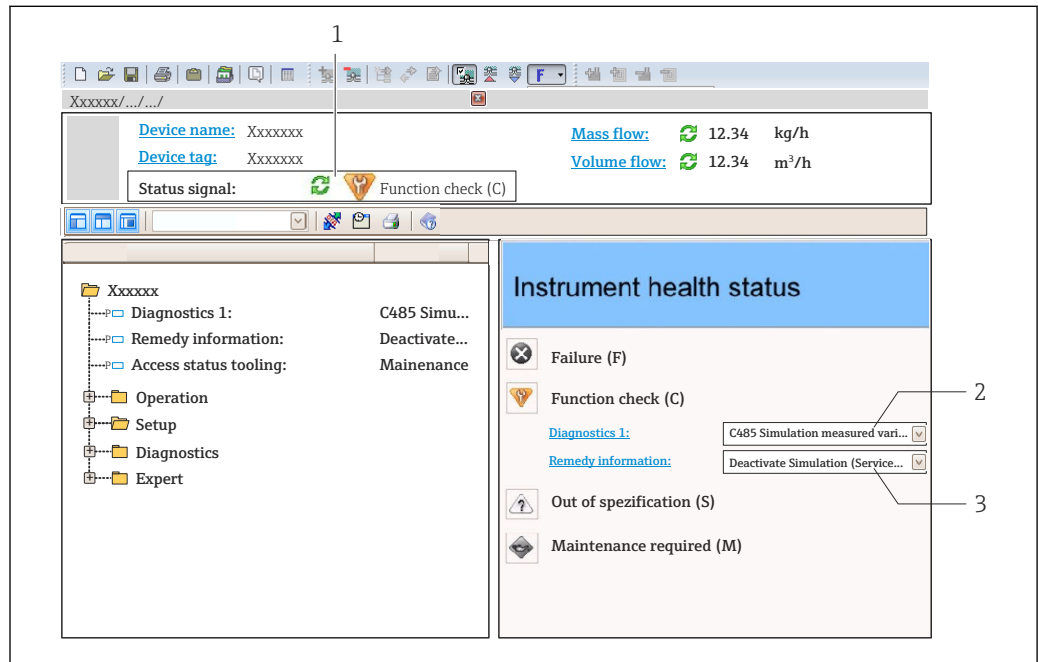 1
F
Xxxxxx/.../.../
Device name: Xxxxxxx
Mass flow: 12.34 kg/h
Device tag: Xxxxxxx
Volume flow: 12.34 m³/h
Status signal: Function check (C)
Xxxxxx
Diagnostics 1: C485 Simu...
Remedy information: Deactivate...
Access status tooling: Mainenance
Operation
Setup
Diagnostics
Expert
Instrument health status
Failure (F)
Function check (C)
2
Diagnostics 1: C485 Simulation measured vari...
Remedy information: Deactivate Simulation (Service...
Out of spezification (S)
3
Maintenance required (M)